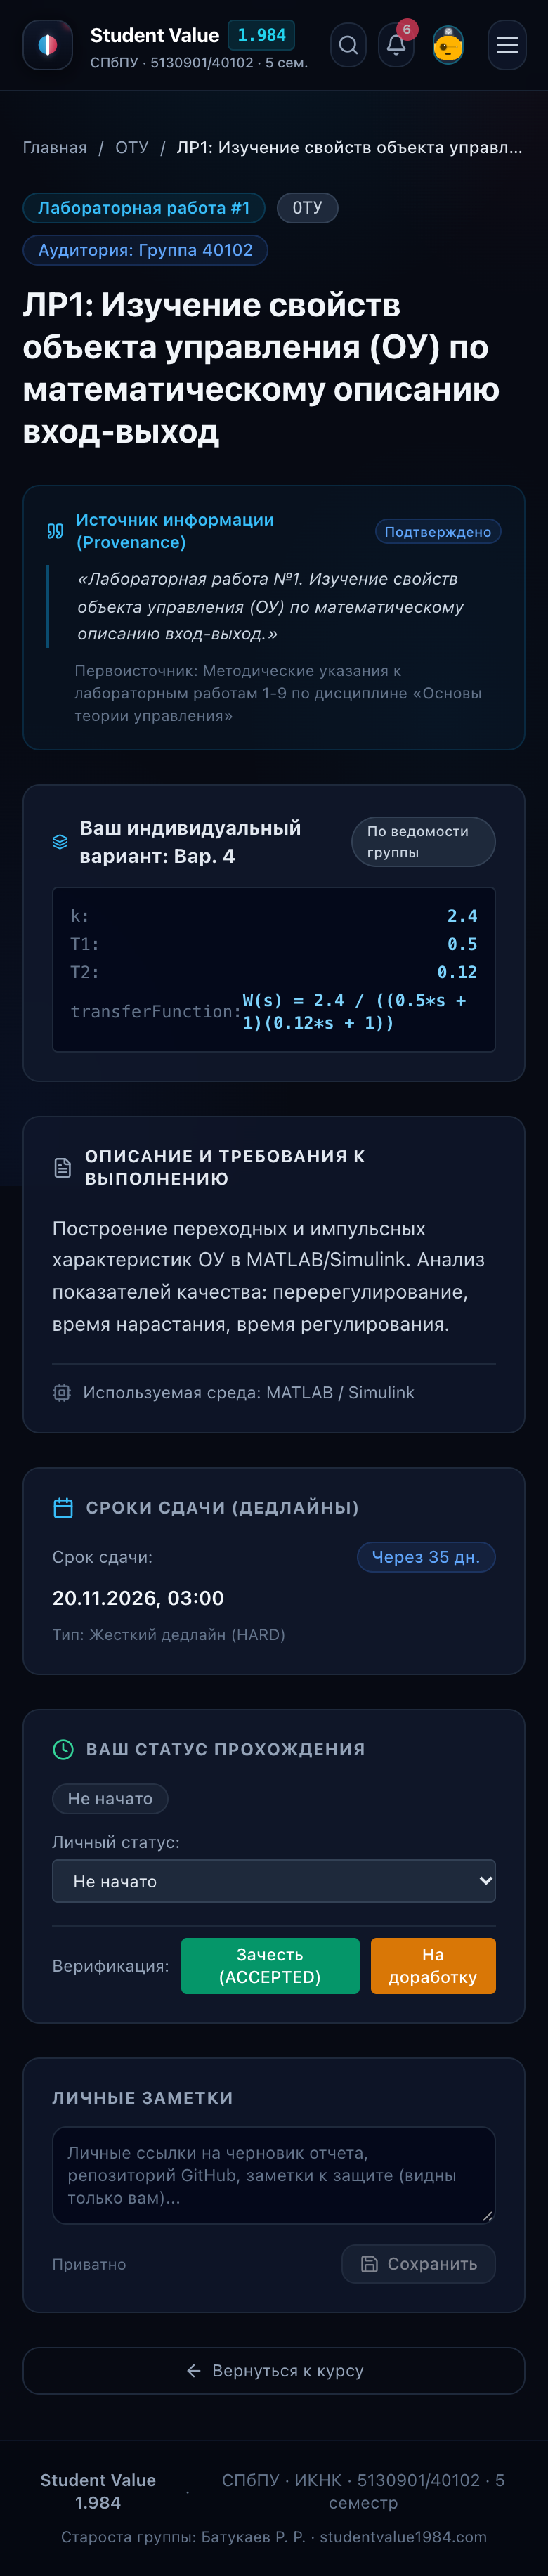 Student Value 1.984
6
СПбПУ · 5130901/40102 · 5 сем.
Главная / ОТУ / ЛР1: Изучение свойств объекта управл...
Лабораторная работа #1
ОТУ
Аудитория: Группа 40102
ЛР1: Изучение свойств
объекта управления (ОУ) по
математическому описанию
вход-выход
Источник информации
(Provenance)
Подтверждено
«Лабораторная работа №1. Изучение свойств
объекта управления (ОУ) по математическому
описанию вход-выход.»
Первоисточник: Методические указания к
лабораторным работам 1-9 по дисциплине «Основы
теории управления»
Ваш индивидуальный
вариант: Вар. 4
По ведомости
группы
k: 2.4
T1: 0.5
T2: 0.12
transferFunction: W(s) = 2.4 / ((0.5*s +
1)(0.12*s + 1))
ОПИСАНИЕ И ТРЕБОВАНИЯ К
ВЫПОЛНЕНИЮ
Построение переходных и импульсных
характеристик ОУ в MATLAB/Simulink. Анализ
показателей качества: перерегулирование,
время нарастания, время регулирования.
Используемая среда: MATLAB / Simulink
СРОКИ СДАЧИ (ДЕДЛАЙНЫ)
Срок сдачи:
Через 35 дн.
20.11.2026, 03:00
Тип: Жесткий дедлайн (HARD)
ВАШ СТАТУС ПРОХОЖДЕНИЯ
Не начато
Личный статус:
Не начато
Верификация:
Зачесть
(ACCEPTED)
На
доработку
ЛИЧНЫЕ ЗАМЕТКИ
Личные ссылки на черновик отчета,
репозиторий GitHub, заметки к защите (видны
только вам)...
Приватно
Сохранить
← Вернуться к курсу
Student Value
1.984
·
СПбПУ · ИКНК · 5130901/40102 · 5
семестр
Староста группы: Батукаев Р. Р. · studentvalue1984.com